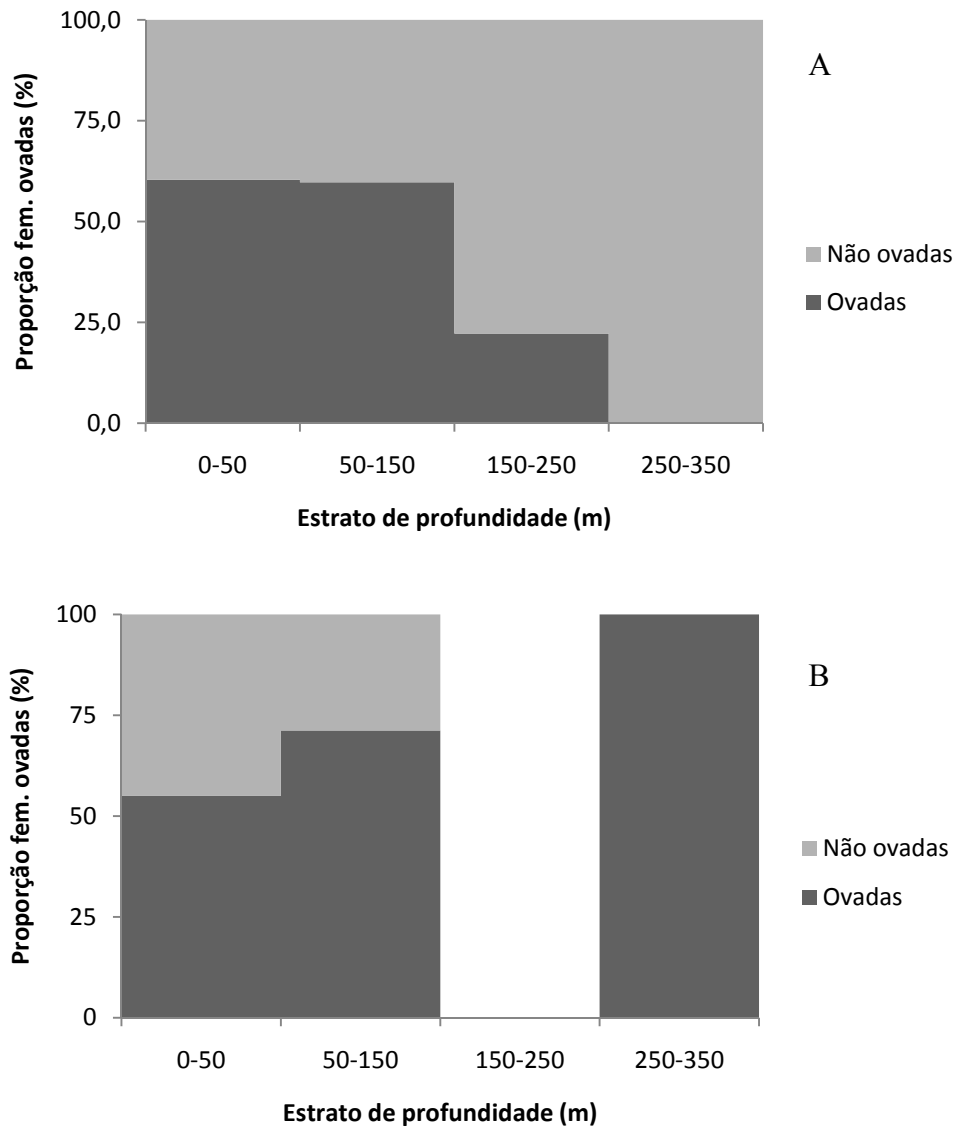 100,0
75,0
50,0
25,0
0,0
Proporção fem. ovadas (%)
0-50 50-150 150-250 250-350
Estrato de profundidade (m)
A
Não ovadas
Ovadas
100
75
50
25
0
Proporção fem. ovadas (%)
0-50 50-150 150-250 250-350
Estrato de profundidade (m)
B
Não ovadas
Ovadas